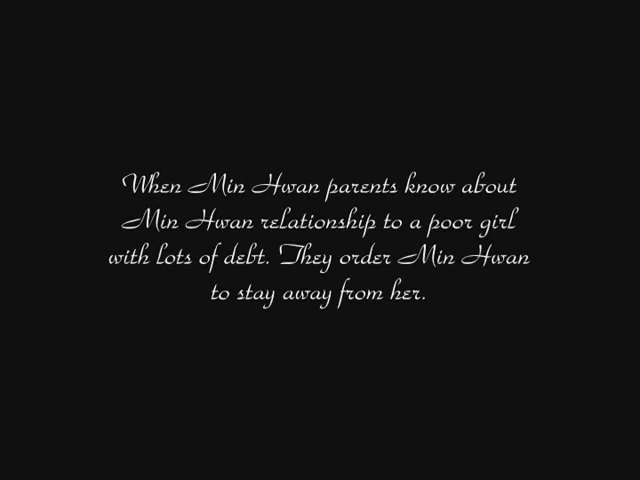 When Min Hwan parents know about
Min Hwan relationship to a poor girl
with lots of debt. They order Min Hwan
to stay away from her.